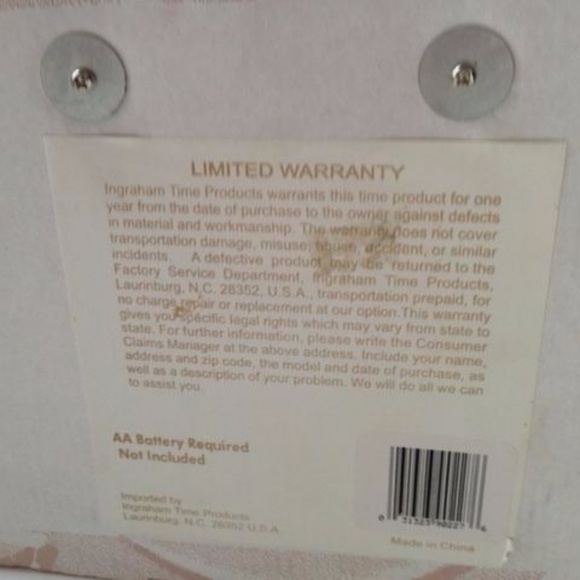 LIMITED WARRANTY
Ingraham Time Products warrants this time product for one
year from the date of purchase to the owner against defects
in material and workmanship. The warranty does not cover
transportation damage, misuse, abuse, accident, or similar
incidents. A defective product may be returned to the
Factory Service Department, Ingraham Time Products,
Laurinburg, N.C. 28352, U.S.A., transportation prepaid, for
no charge repair or replacement at our option.This warranty
gives you specific legal rights which may vary from state to
state. For further information, please write the Consumer
Claims Manager at the above address. Include your name,
address and zip code, the model and date of purchase, as
well as a description of your problem. We will do all we can
to assist you.
AA Battery Required
Not Included
Imported by
Ingraham Time Products
Laurinburg, N.C. 28352 U.S.A.
0 31323 90227 6
Made in China